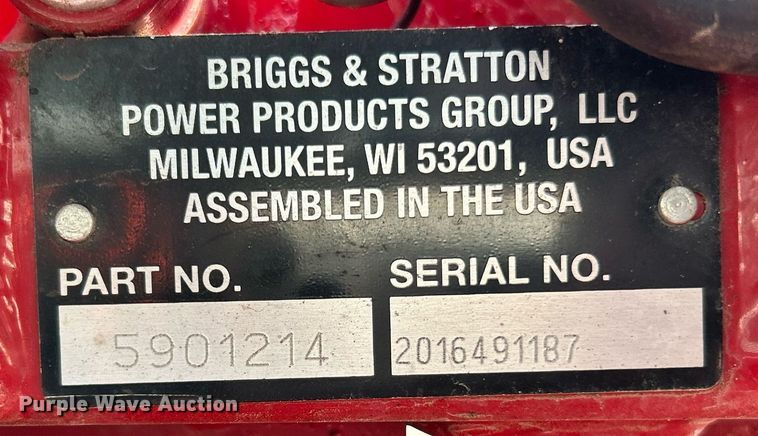 BRIGGS & STRATTON
POWER PRODUCTS GROUP, LLC
MILWAUKEE, WI 53201, USA
ASSEMBLED IN THE USA
PART NO. SERIAL NO.
5901214 2016491187
Purple Wave Auction